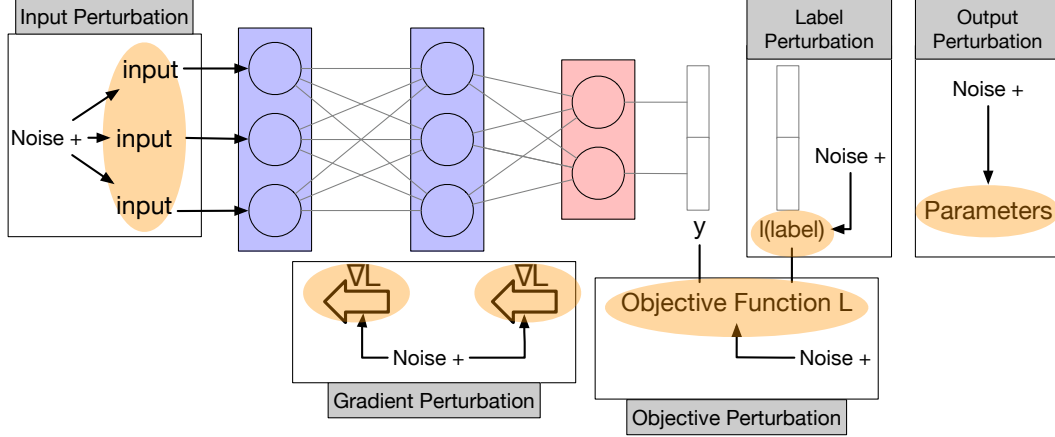 Input Perturbation
input
Noise +
input
input
Label
Perturbation
Noise +
l(label)
Output
Perturbation
Noise +
Parameters
y
∇L
∇L
Noise +
Gradient Perturbation
Objective Function L
Noise +
Objective Perturbation